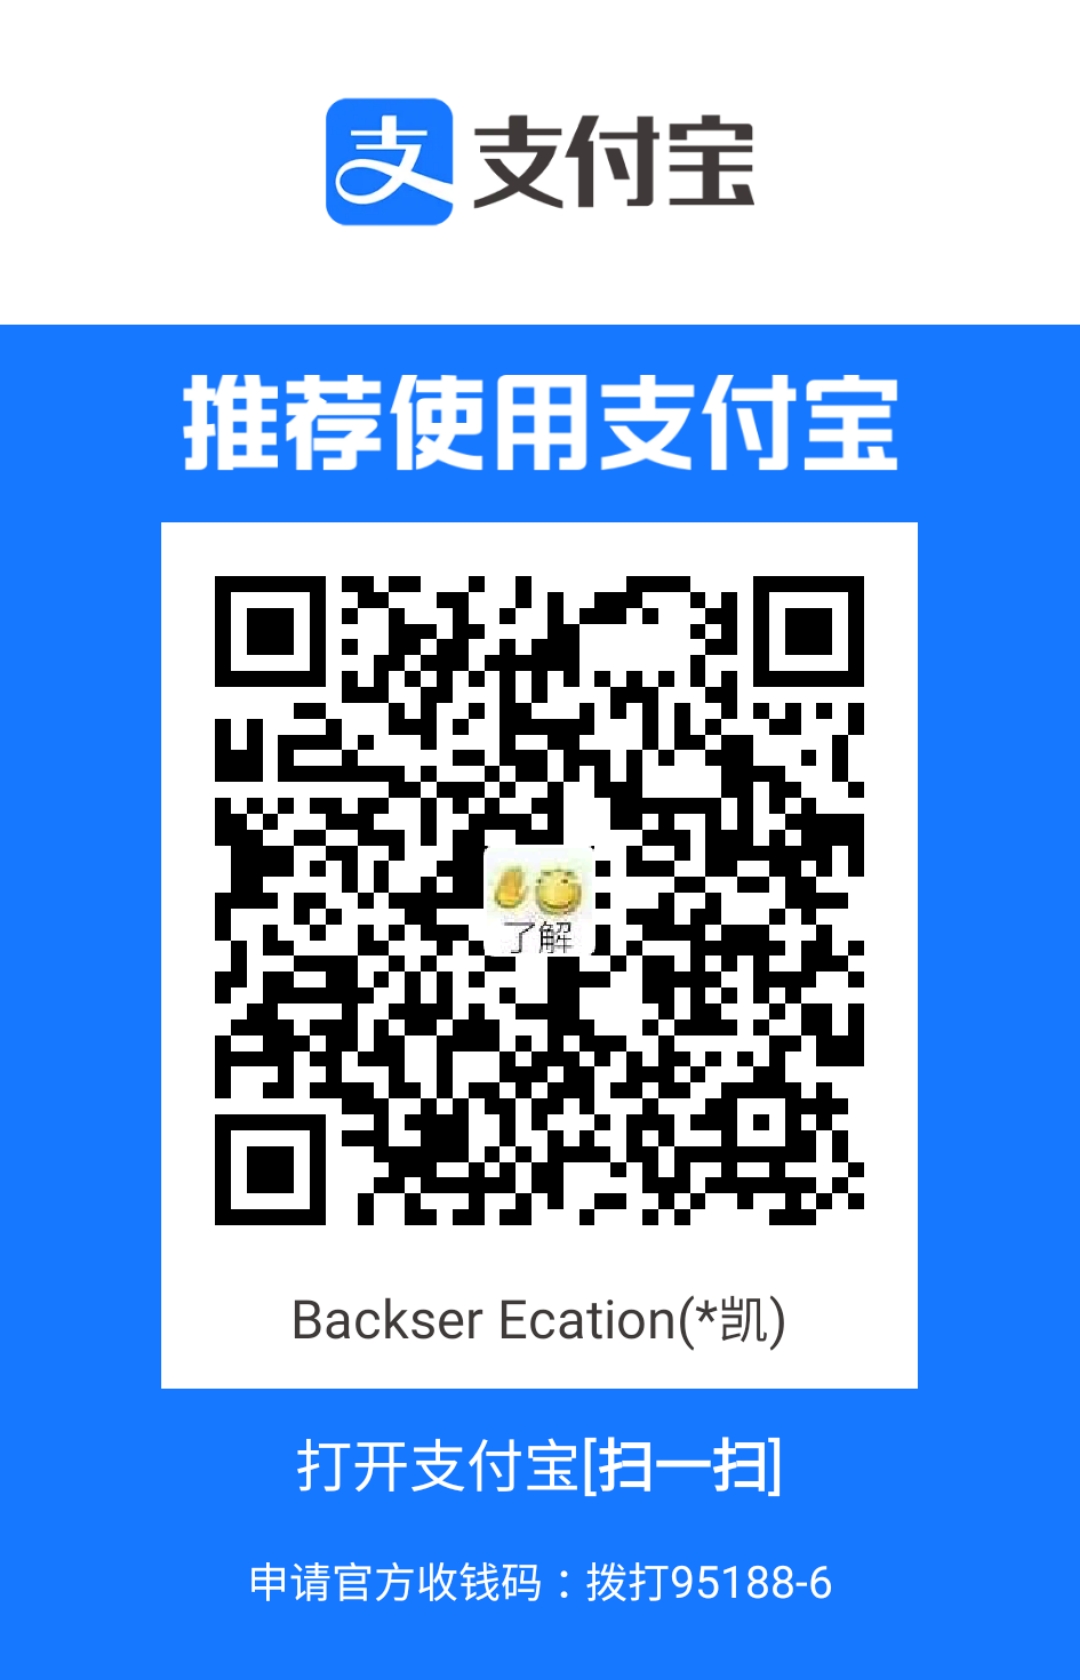 支 支付宝
推荐使用支付宝
了解
Backser Ecation(*凯)
打开支付宝[扫一扫]
申请官方收钱码：拨打95188-6